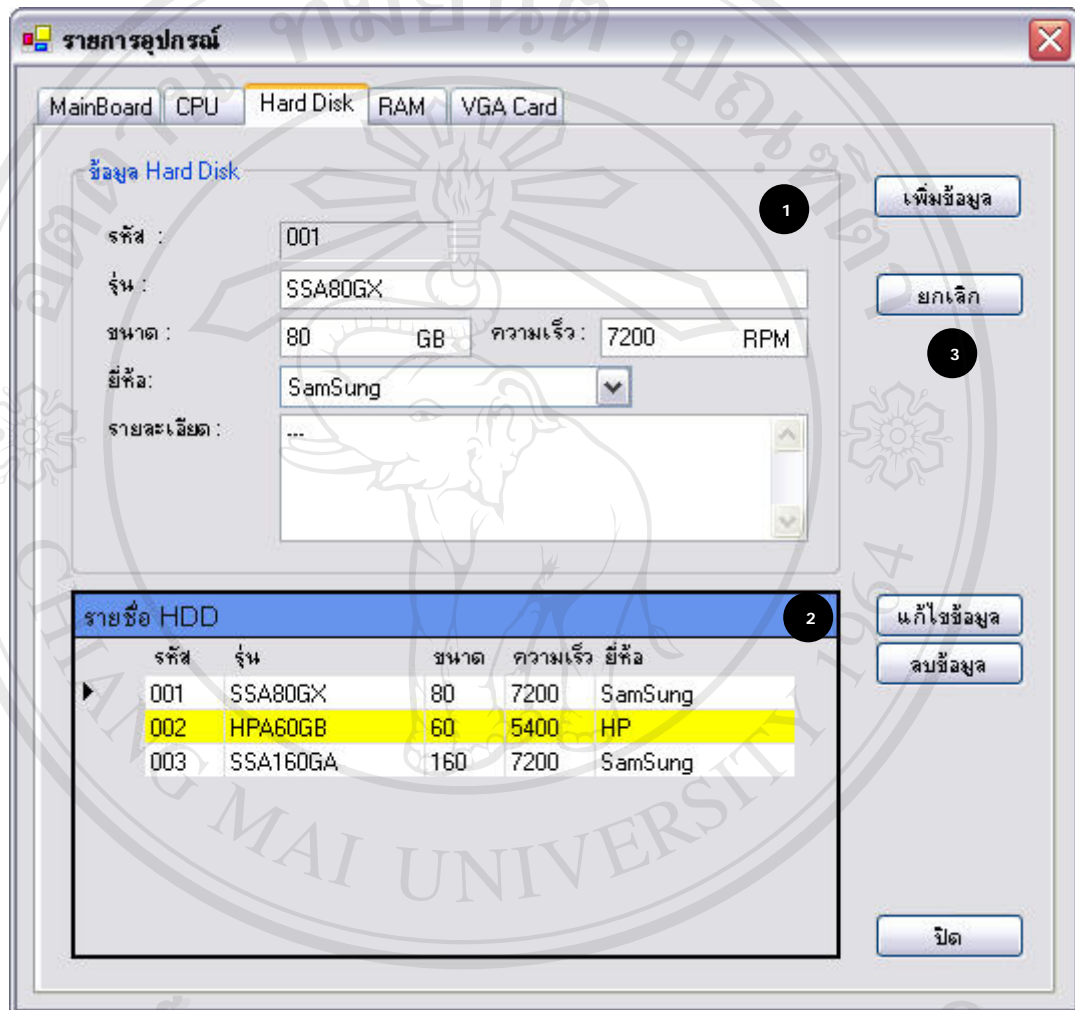 รายการอุปกรณ์
MainBoard CPU Hard Disk RAM VGA Card
ข้อมูล Hard Disk
1
เพิ่มข้อมูล
รหัส : 001
รุ่น : SSA80GX
ยกเลิก
ขนาด : 80 GB ความเร็ว : 7200 RPM
3
ยี่ห้อ: SamSung
รายละเอียด : ---
รายชื่อ HDD
2
แก้ไขข้อมูล
รหัส รุ่น ขนาด ความเร็ว ยี่ห้อ
ลบข้อมูล
001 SSA80GX 80 7200 SamSung
002 HPA60GB 60 5400 HP
003 SSA160GA 160 7200 SamSung
ปิด
CHIANG MAI UNIVERSITY 1964